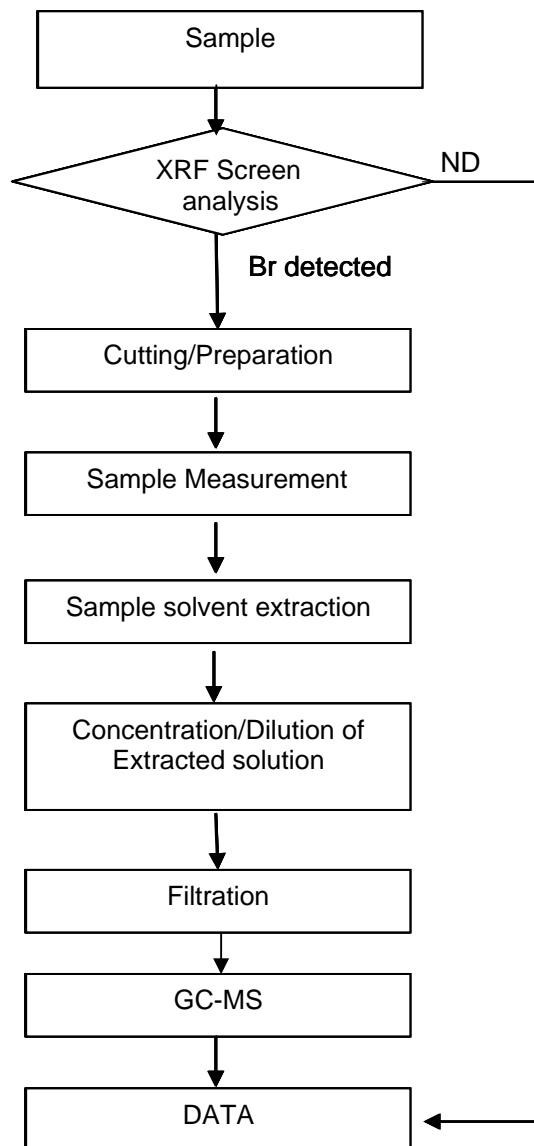 Sample
XRF Screen
analysis
ND
Br detected
Cutting/Preparation
Sample Measurement
Sample solvent extraction
Concentration/Dilution of
Extracted solution
Filtration
GC-MS
DATA